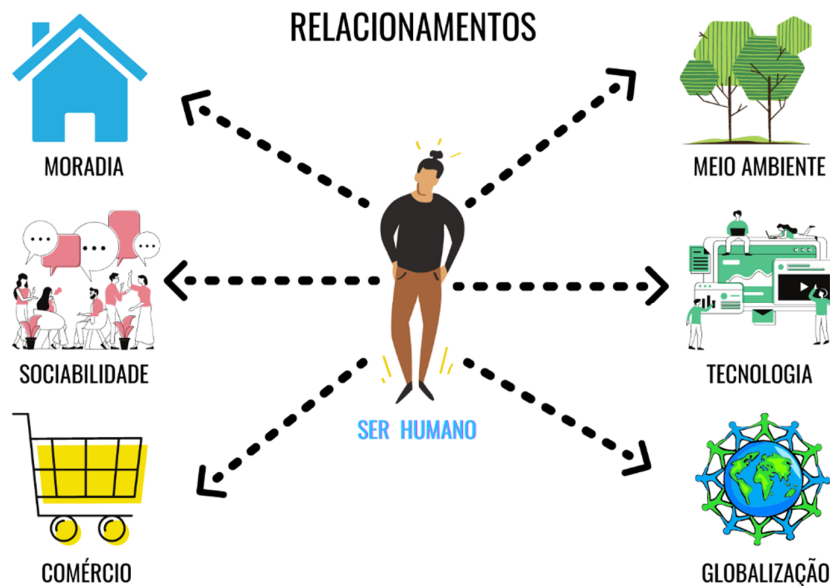 RELACIONAMENTOS
MORADIA
MEIO AMBIENTE
SOCIABILIDADE
TECNOLOGIA
SER HUMANO
COMÉRCIO
GLOBALIZAÇÃO